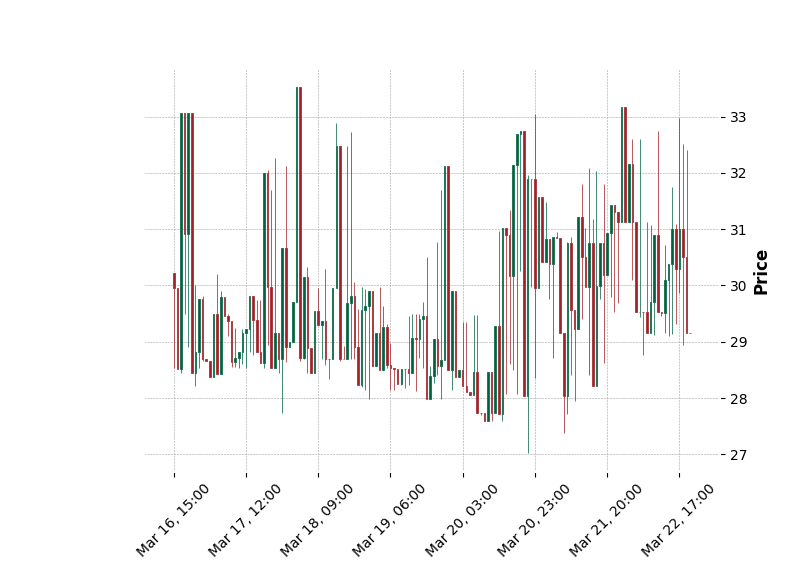 33
32
31
30
29
28
27
Price
Mar 16, 15:00
Mar 17, 12:00
Mar 18, 09:00
Mar 19, 06:00
Mar 20, 03:00
Mar 20, 23:00
Mar 21, 20:00
Mar 22, 17:00